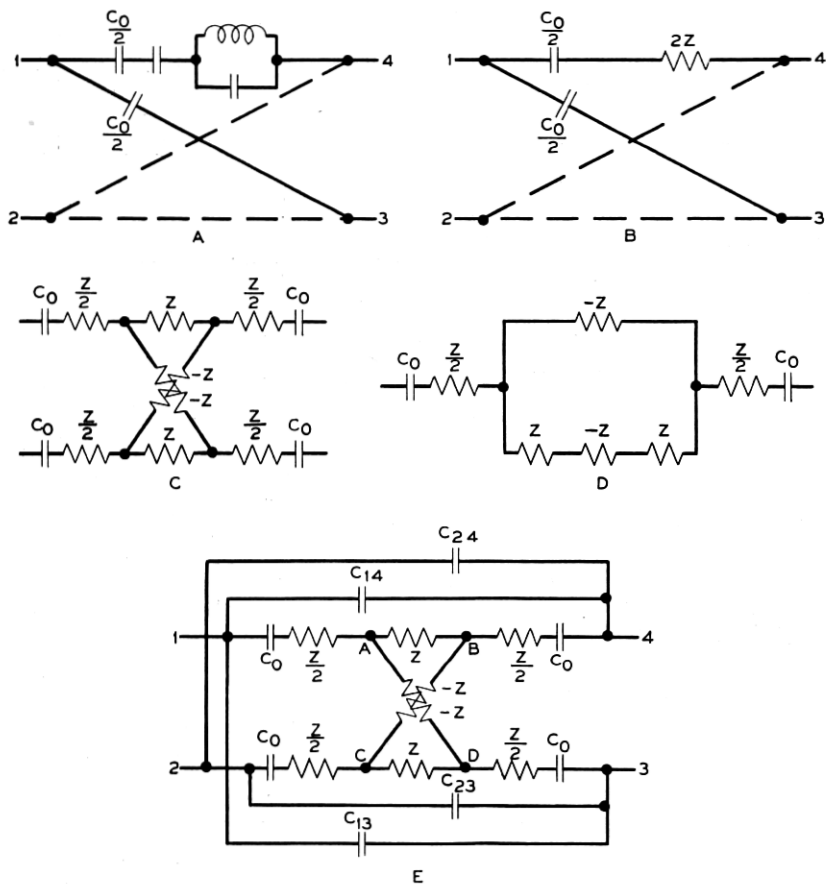 C0/2
1
4
C0/2
2
3
A
C0/2
2Z
1
4
C0/2
2
3
B
C0 Z/2 Z Z/2 C0
-Z
-Z
C0 Z/2 Z Z/2 C0
C
-Z
C0 Z/2 Z/2 C0
Z -Z Z
D
C24
C14
1 A B 4
C0 Z/2 Z Z/2 C0
-Z
-Z
C0 Z/2 C Z D Z/2 C0
2 3
C23
C13
E